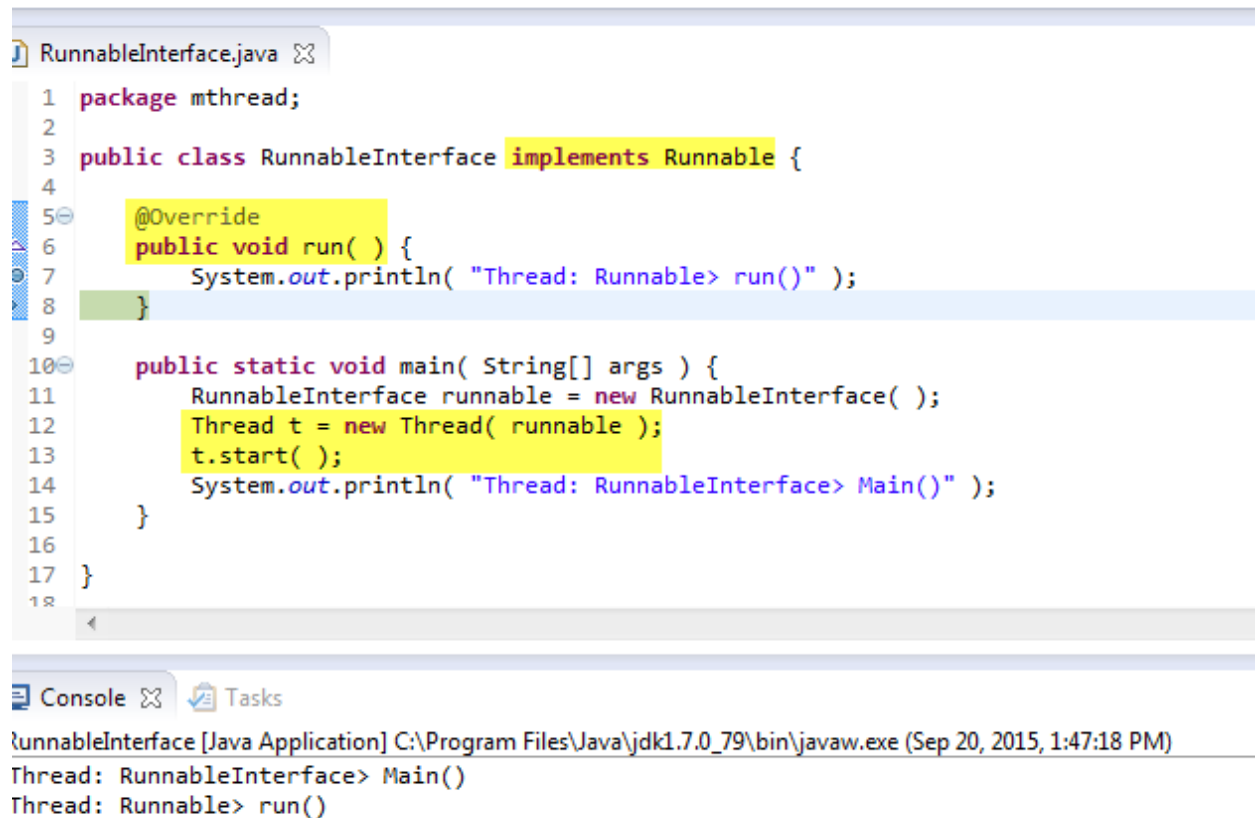 RunnableInterface.java
1 package mthread;
2
3 public class RunnableInterface implements Runnable {
4
5 @Override
6 public void run( ) {
7 System.out.println( "Thread: Runnable> run()" );
8 }
9
10 public static void main( String[] args ) {
11 RunnableInterface runnable = new RunnableInterface( );
12 Thread t = new Thread( runnable );
13 t.start( );
14 System.out.println( "Thread: RunnableInterface> Main()" );
15 }
16
17 }
18
Console Tasks
RunnableInterface [Java Application] C:\Program Files\Java\jdk1.7.0_79\bin\javaw.exe (Sep 20, 2015, 1:47:18 PM)
Thread: RunnableInterface> Main()
Thread: Runnable> run()